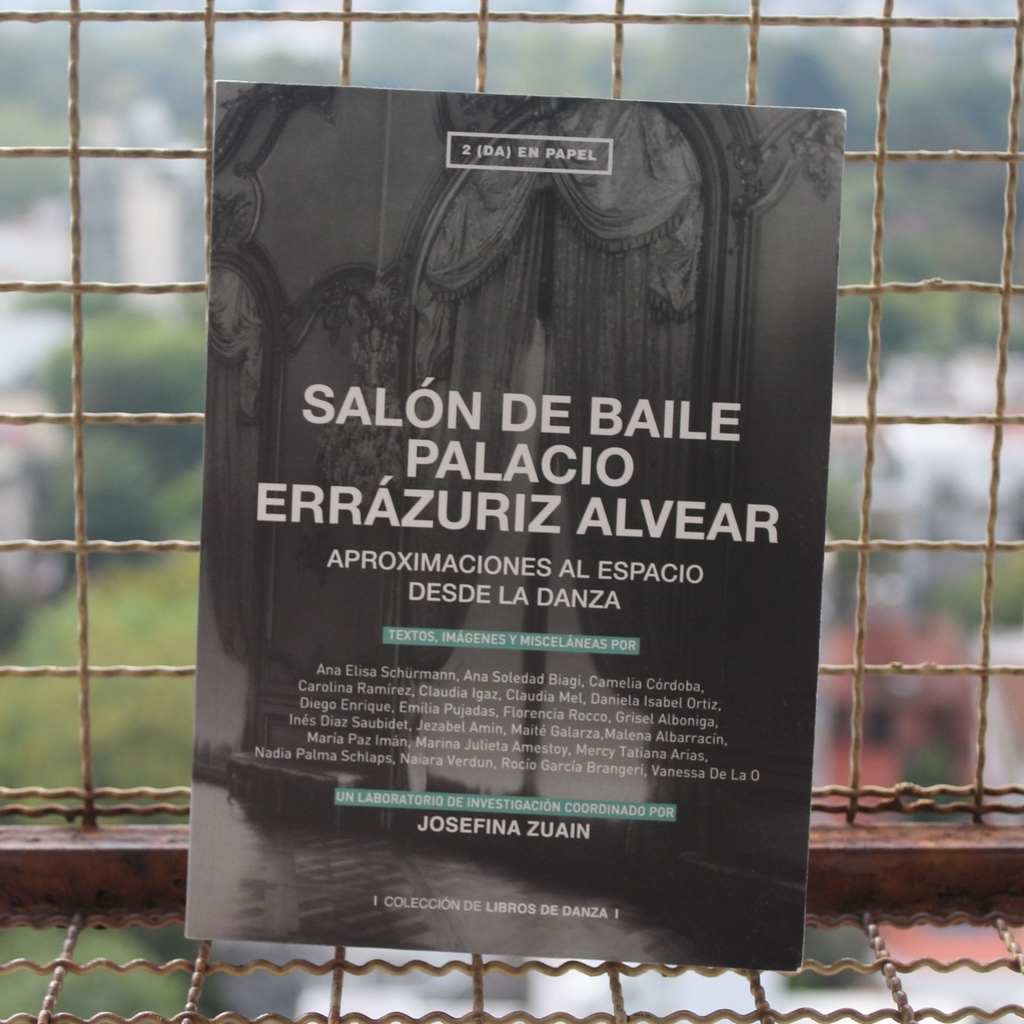 2 (DA) EN PAPEL
SALÓN DE BAILE
PALACIO
ERRÁZURIZ ALVEAR
APROXIMACIONES AL ESPACIO
DESDE LA DANZA
TEXTOS, IMÁGENES Y MISCELÁNEAS POR
Ana Elisa Schürmann, Ana Soledad Biagi, Camelia Córdoba,
Carolina Ramírez, Claudia Igaz, Claudia Mel, Daniela Isabel Ortiz,
Diego Enrique, Emilia Pujadas, Florencia Rocco, Grisel Alboniga,
Inés Diaz Saubidet, Jezabel Amin, Maité Galarza,Malena Albarracín,
María Paz Imán, Marina Julieta Amestoy, Mercy Tatiana Arias,
Nadia Palma Schlaps, Naiara Verdun, Rocío García Brangeri, Vanessa De La O
UN LABORATORIO DE INVESTIGACIÓN COORDINADO POR
JOSEFINA ZUAIN
I COLECCIÓN DE LIBROS DE DANZA I